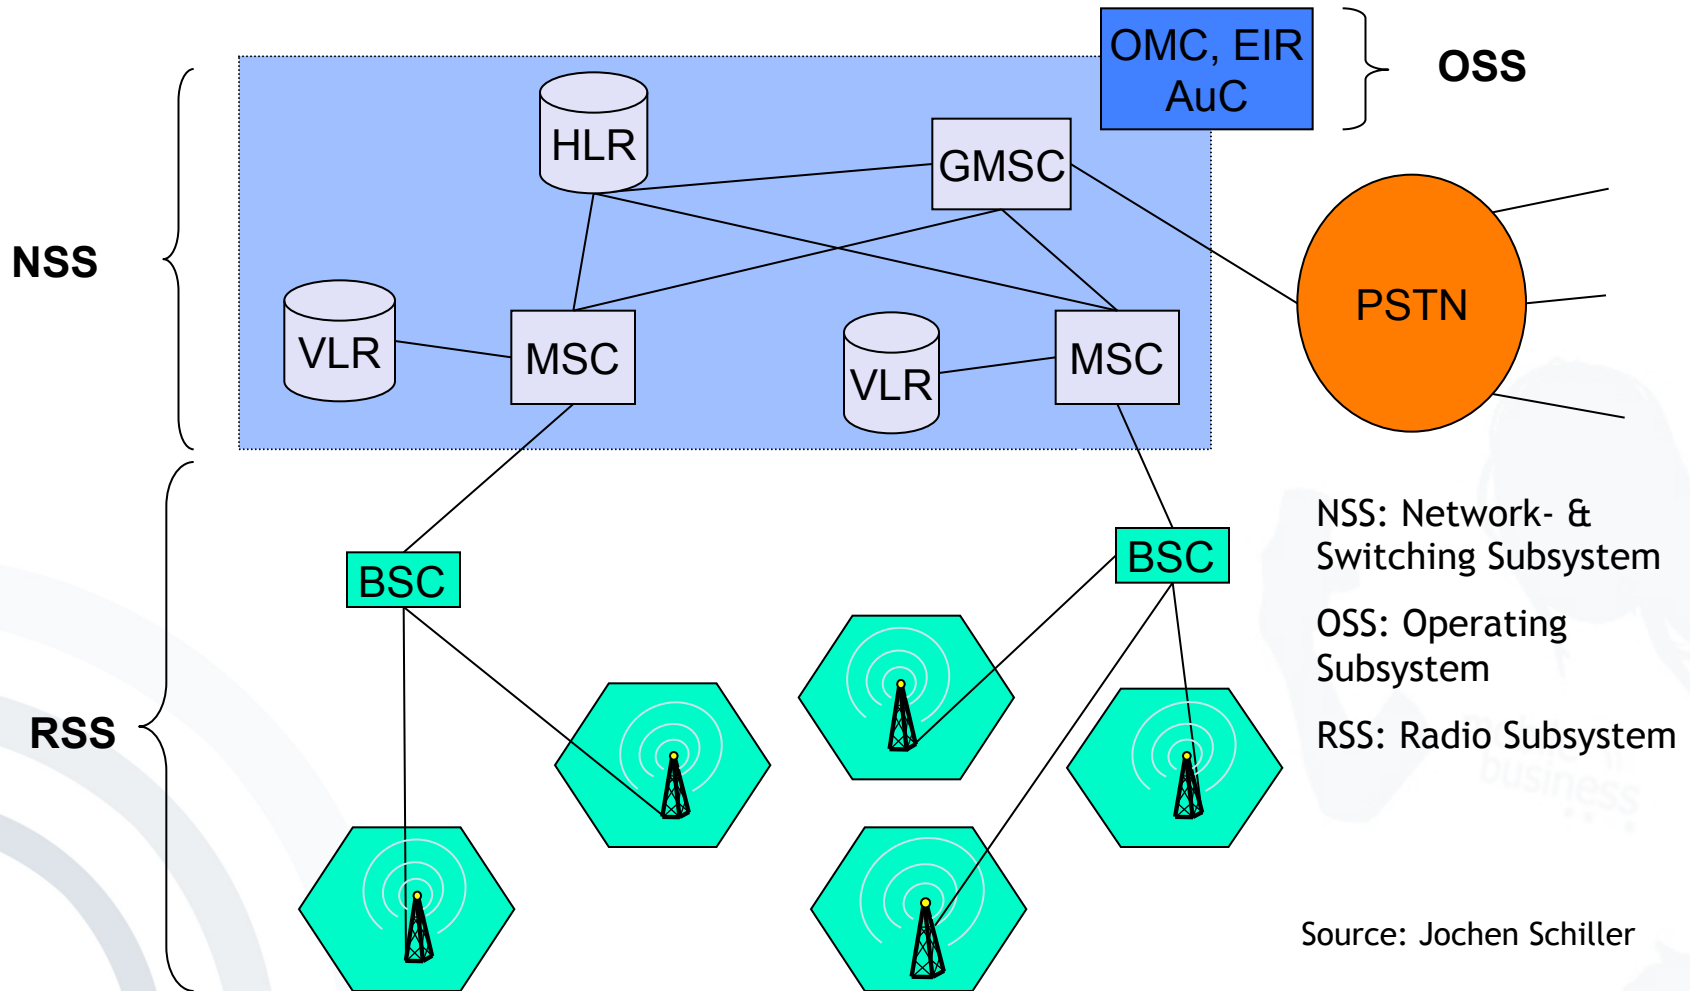 OMC, EIR
AuC
OSS
HLR
GMSC
NSS
PSTN
VLR
MSC
VLR
MSC
NSS: Network- &
Switching Subsystem
BSC
BSC
OSS: Operating
Subsystem
RSS
RSS: Radio Subsystem
business
Source: Jochen Schiller